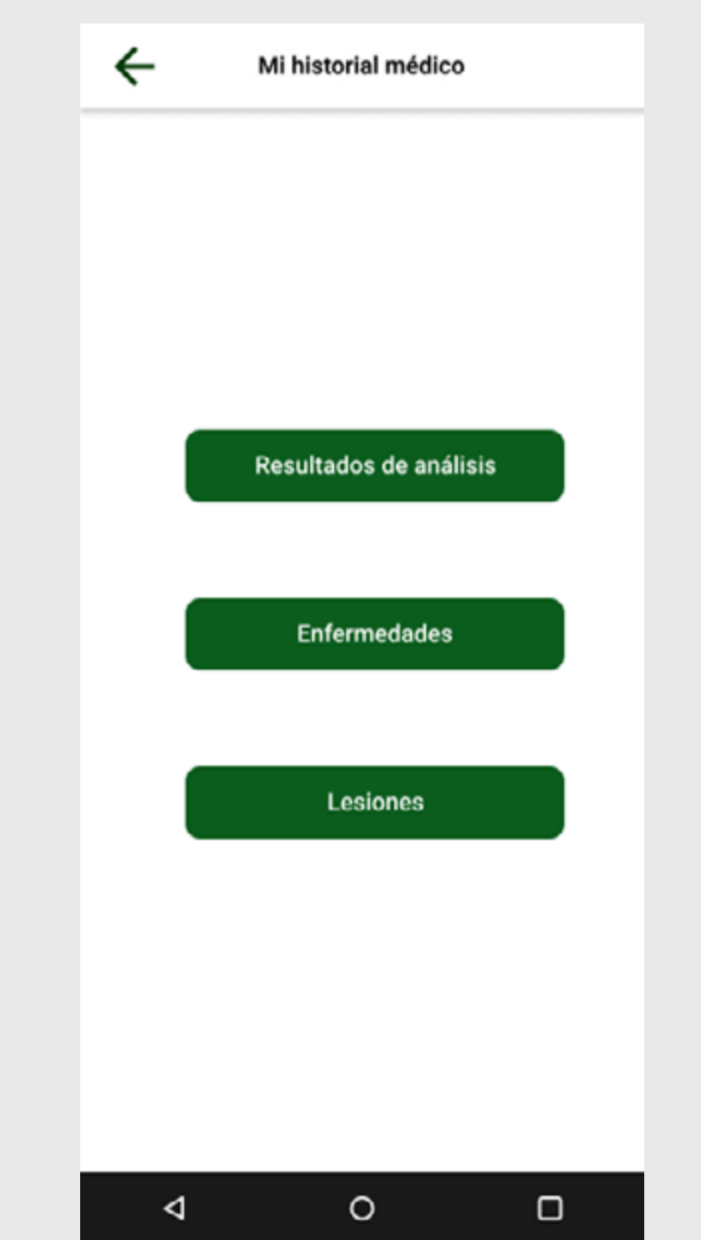 Mi historial médico
Resultados de análisis
Enfermedades
Lesiones